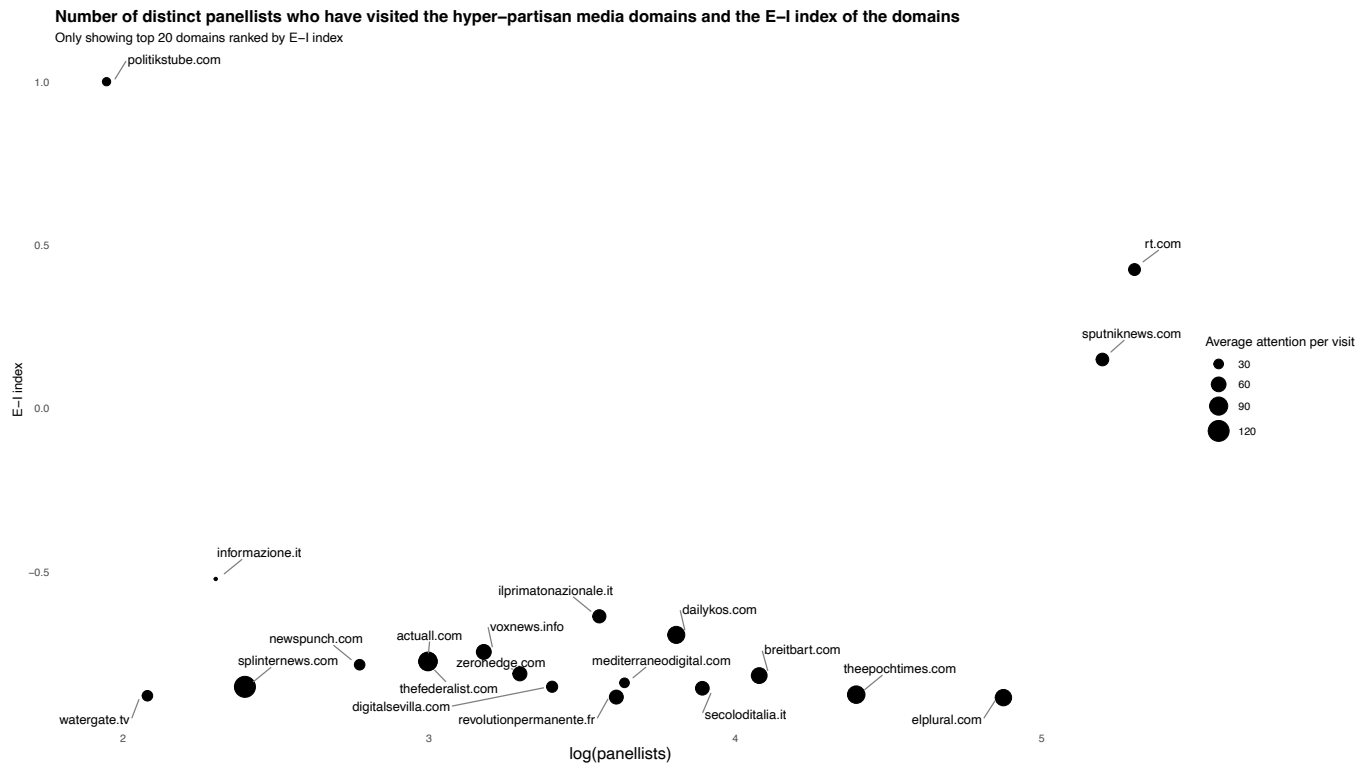 Number of distinct panellists who have visited the hyper−partisan media domains and the E−I index of the domains
Only showing top 20 domains ranked by E−I index
politikstube.com
1.0
rt.com
0.5
sputniknews.com
Average attention per visit
30
60
90
120
E−I index
0.0
informazione.it
−0.5
ilprimatonazionale.it
dailykos.com
voxnews.info
newspunch.com
actuall.com
breitbart.com
splinternews.com
zerohedge.com
mediterraneodigital.com
theepochtimes.com
thefederalist.com
digitalsevilla.com
watergate.tv
revolutionpermanente.fr
secoloditalia.it
elplural.com
2
3
4
5
log(panellists)